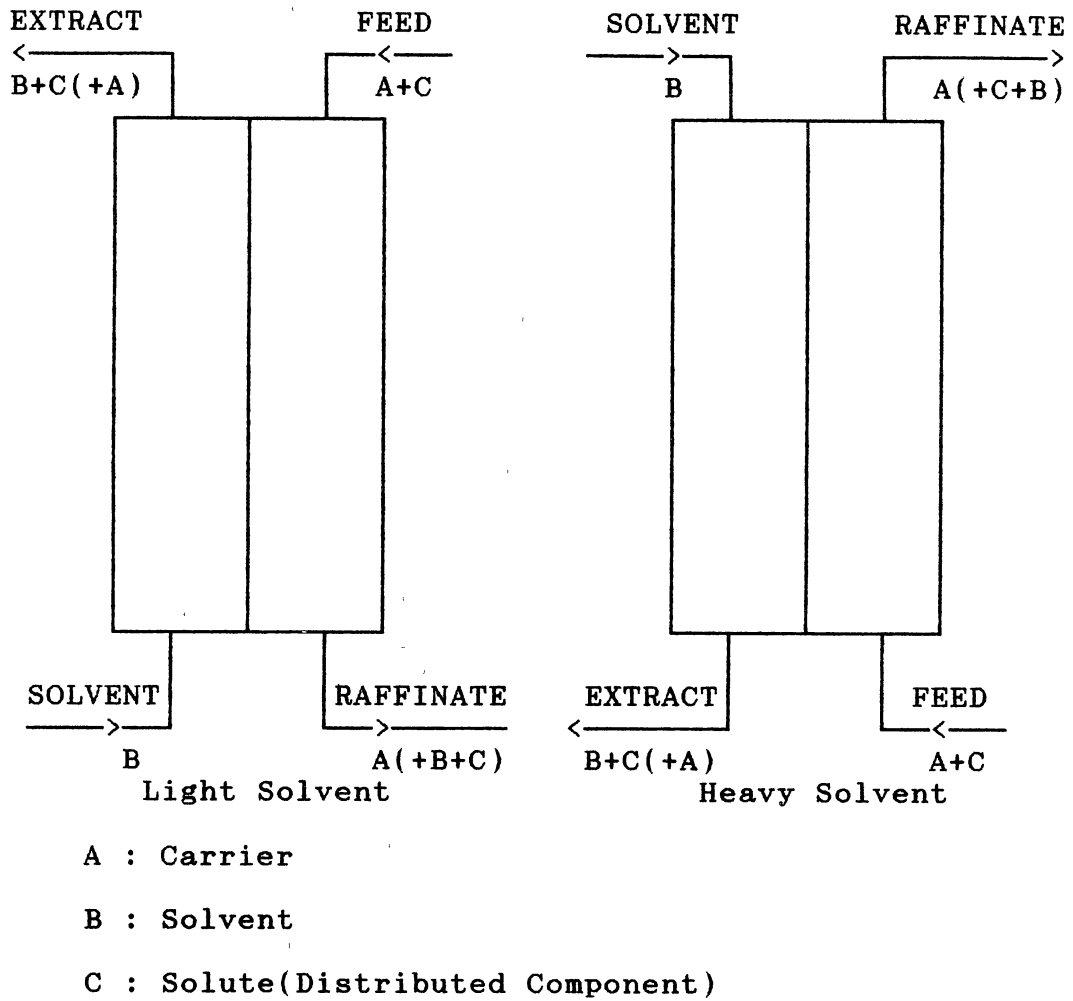 EXTRACT
B+C(+A)
FEED
A+C
SOLVENT
B
RAFFINATE
A(+C+B)
SOLVENT
B
RAFFINATE
A(+B+C)
Light Solvent
EXTRACT
B+C(+A)
FEED
A+C
Heavy Solvent
A : Carrier
B : Solvent
C : Solute(Distributed Component)